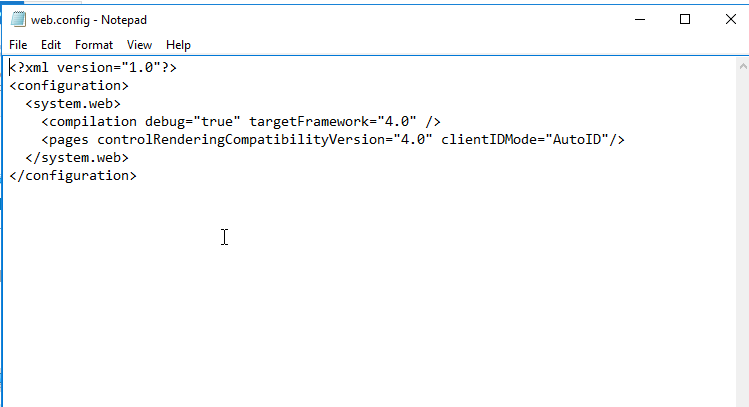 web.config - Notepad
File Edit Format View Help
<?xml version="1.0"?>
<configuration>
  <system.web>
    <compilation debug="true" targetFramework="4.0" />
    <pages controlRenderingCompatibilityVersion="4.0" clientIDMode="AutoID"/>
  </system.web>
</configuration>